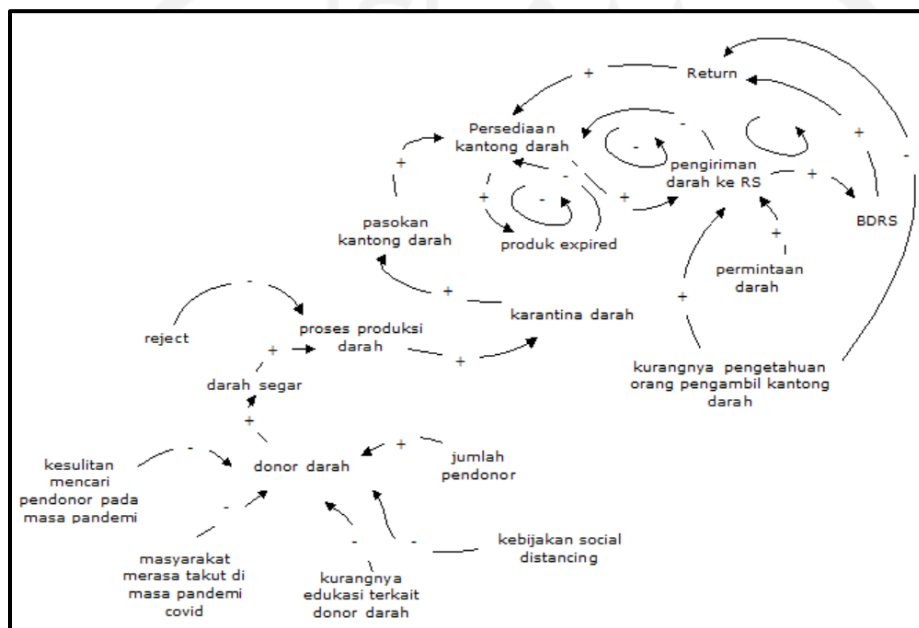 Return
+
Persediaan
kantong darah
+
-
-
+
-
+
-
+
-
+
pengiriman
darah ke RS
+
BDRS
pasokan
kantong darah
produk expired
+
permintaan
darah
-
+
karantina darah
+
reject
proses produksi
darah
+
+
kurangnya pengetahuan
orang pengambil kantong
darah
darah segar
+
-
donor darah
+
jumlah
pendonor
kesulitan
mencari
pendonor pada
masa pandemi
-
-
-
kebijakan social
distancing
masyarakat
merasa takut di
masa pandemi
covid
kurangnya
edukasi terkait
donor darah